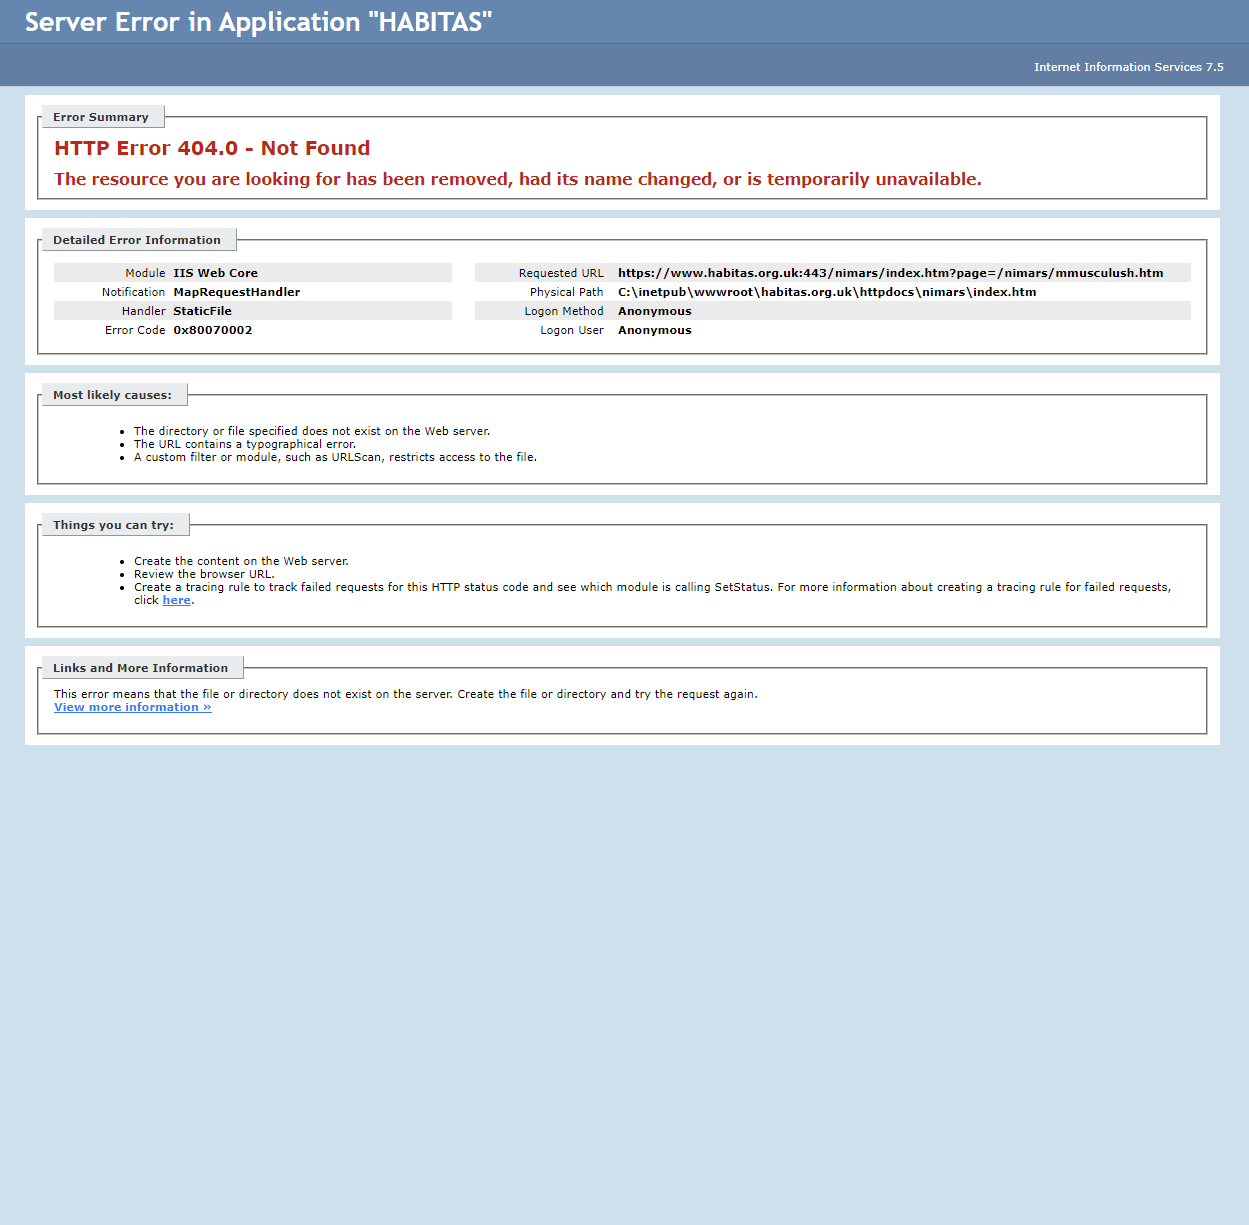 Server Error in Application "HABITAS"
Internet Information Services 7.5
Error Summary
HTTP Error 404.0 - Not Found
The resource you are looking for has been removed, had its name changed, or is temporarily unavailable.
Detailed Error Information
Module IIS Web Core
Notification MapRequestHandler
Handler StaticFile
Error Code 0x80070002
Requested URL https://www.habitas.org.uk:443/nimars/index.htm?page=/nimars/mmusculush.htm
Physical Path C:\inetpub\wwwroot\habitas.org.uk\httpdocs\nimars\index.htm
Logon Method Anonymous
Logon User Anonymous
Most likely causes:
• The directory or file specified does not exist on the Web server.
• The URL contains a typographical error.
• A custom filter or module, such as URLScan, restricts access to the file.
Things you can try:
• Create the content on the Web server.
• Review the browser URL.
• Create a tracing rule to track failed requests for this HTTP status code and see which module is calling SetStatus. For more information about creating a tracing rule for failed requests,
click here.
Links and More Information
This error means that the file or directory does not exist on the server. Create the file or directory and try the request again.
View more information »